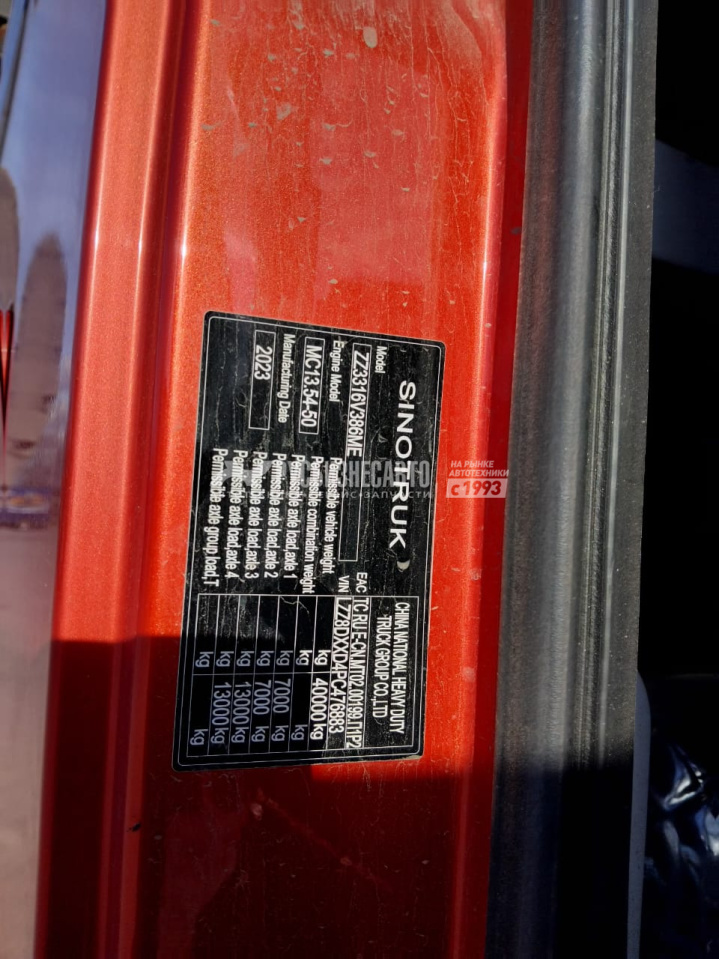 SINOTRUK
CHINA NATIONAL HEAVY DUTY
TRUCK GROUP CO.,LTD
Model
ZZ3316V386ME
EAC TC RU E-CN.MT02.00199.П1P2
Engine Model
VIN LZZ8DXXD4PC476883
MC13.54-50
Permissible vehicle weight 40000 kg
Manufacturing Date
Permissible combination weight kg
2023
Permissible axle load,axle 1 kg 7000 kg
Permissible axle load,axle 2 kg 7000 kg
Permissible axle load,axle 3 kg 13000 kg
Permissible axle load,axle 4 kg 13000 kg
Permissible axle group,load,T kg kg
НА РЫНКЕ
АВТОТЕХНИКИ
с 1993